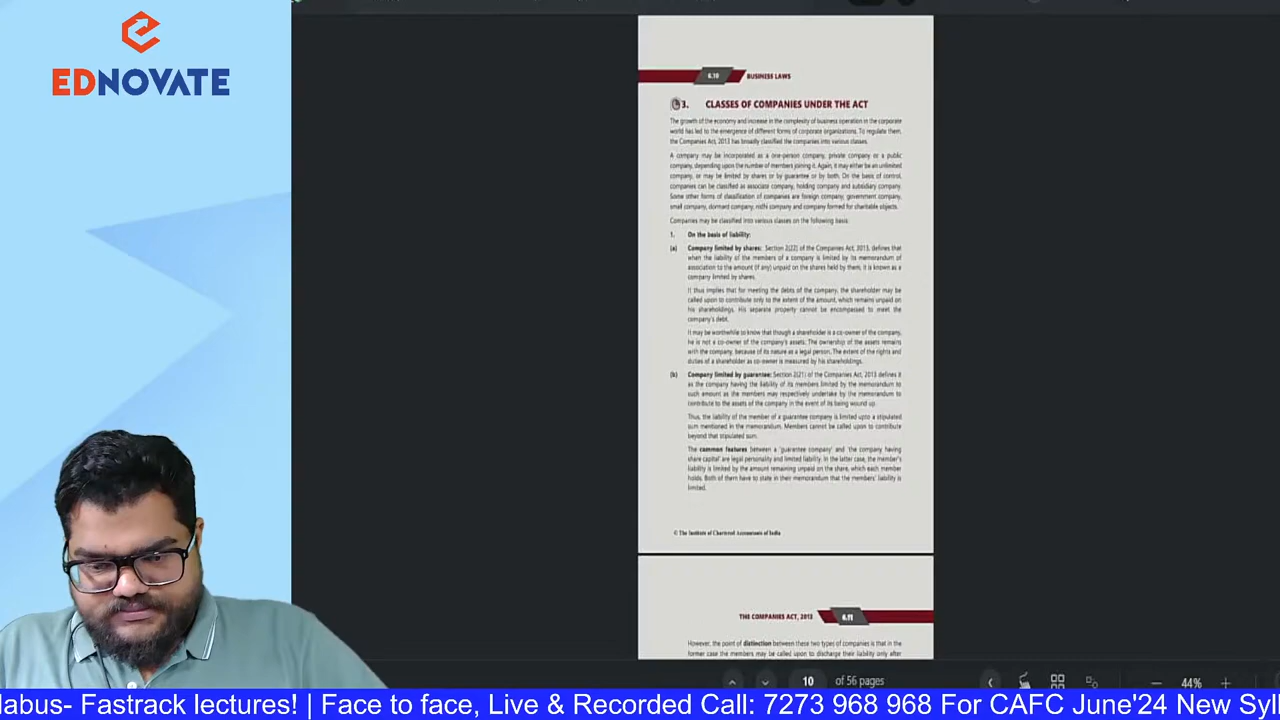 EDNOVATE
6.10 BUSINESS LAWS
3. CLASSES OF COMPANIES UNDER THE ACT
The growth of the economy and increase in the complexity of business operation in the corporate
world has led to the emergence of different forms of corporate organizations. To regulate them,
the Companies Act, 2013 has broadly classified the companies into various classes.
A company may be incorporated as a one-person company, private company or a public
company, depending upon the number of members joining it. Again, it may either be an unlimited
company, or may be limited by shares or by guarantee or by both. On the basis of control,
companies can be classified as associate company, holding company and subsidiary company.
Some other forms of classification of companies are foreign company, government company,
small company, dormant company, nidhi company and company formed for charitable objects.
Companies may be classified into various classes on the following basis.
1. On the basis of liability:
(a) Company limited by shares: Section 2(22) of the Companies Act, 2013, defines that
when the liability of the members of a company is limited by its memorandum of
association to the amount (if any) unpaid on the shares held by them, it is known as a
company limited by shares.
It thus implies that for meeting the debts of the company, the shareholder may be
called upon to contribute only to the extent of the amount, which remains unpaid on
his shareholdings. His separate property cannot be encompassed to meet the
company's debt.
It may be worthwhile to know that though a shareholder is a co-owner of the company,
he is not a co-owner of the company's assets. The ownership of the assets remains
with the company, because of its nature as a legal person. The extent of the rights and
duties of a shareholder as co-owner is measured by his shareholdings.
(b) Company limited by guarantee: Section 2(21) of the Companies Act, 2013 defines it
as the company having the liability of its members limited by the memorandum to
such amount as the members may respectively undertake by the memorandum to
contribute to the assets of the company in the event of its being wound up.
Thus, the liability of the member of a guarantee company is limited upto a stipulated
sum mentioned in the memorandum. Members cannot be called upon to contribute
beyond that stipulated sum.
The common features between a 'guarantee company' and 'the company having
share capital' are legal personality and limited liability. In the latter case, the member's
liability is limited by the amount remaining unpaid on the share, which each member
holds. Both of them have to state in their memorandum that the members' liability is
limited.
© The Institute of Chartered Accountants of India
THE COMPANIES ACT, 2013 6.11
However, the point of distinction between these two types of companies is that in the
former case the members may be called upon to discharge their liability only after
10 of 56 pages
44%
labus- Fastrack lectures! | Face to face, Live & Recorded Call: 7273 968 968 For CAFC June'24 New Syl